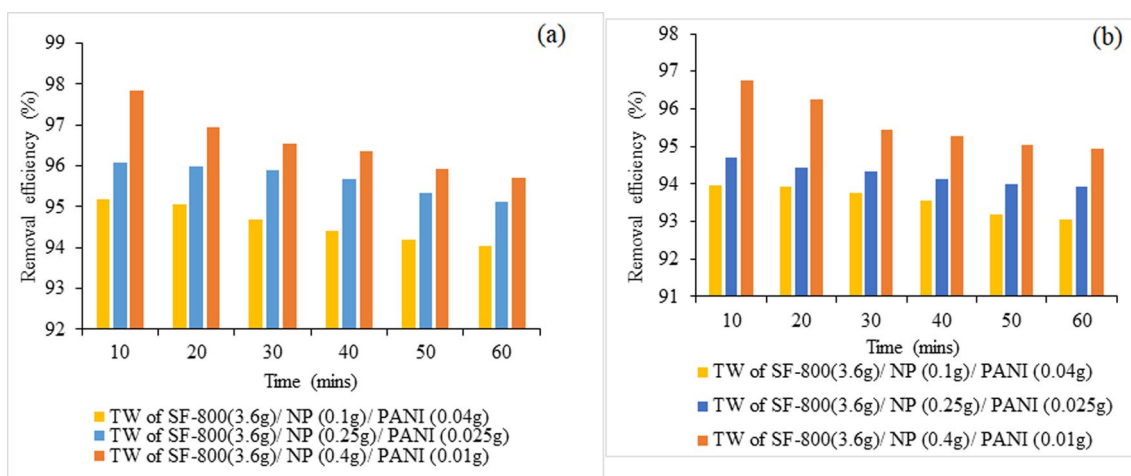 (a)
99
98
97
96
95
94
93
92
Removal efficiency (%)
10 20 30 40 50 60
Time (mins)
TW of SF-800(3.6g)/ NP (0.1g)/ PANI (0.04g)
TW of SF-800(3.6g)/ NP (0.25g)/ PANI (0.025g)
TW of SF-800(3.6g)/ NP (0.4g)/ PANI (0.01g)
(b)
98
97
96
95
94
93
92
91
Removal efficiency (%)
10 20 30 40 50 60
Time (mins)
TW of SF-800(3.6g)/ NP (0.1g)/ PANI (0.04g)
TW of SF-800(3.6g)/ NP (0.25g)/ PANI (0.025g)
TW of SF-800(3.6g)/ NP (0.4g)/ PANI (0.01g)